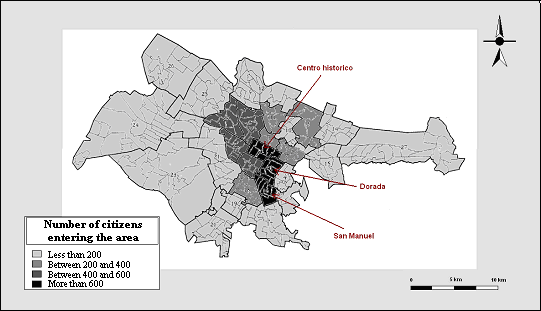 Centro historico
Dorada
San Manuel
Number of citizens
entering the area
Less than 200
Between 200 and 400
Between 400 and 600
More than 600
0 5 km 10 km